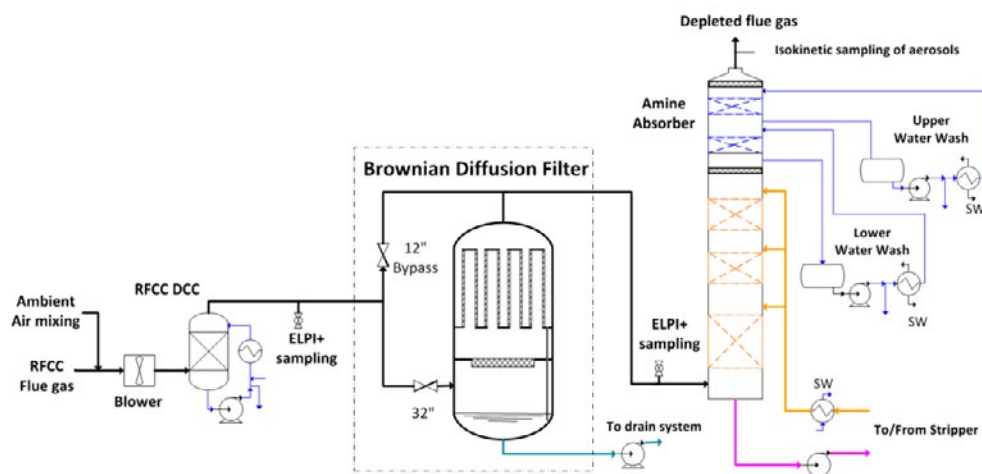 Depleted flue gas
Isokinetic sampling of aerosols
Amine
Absorber
Upper
Water Wash
SW
Brownian Diffusion Filter
12"
Bypass
Lower
Water Wash
SW
RFCC DCC
Ambient
Air mixing
ELPI+
sampling
ELPI+
sampling
RFCC
Flue gas
Blower
32"
SW
To drain system
To/From Stripper